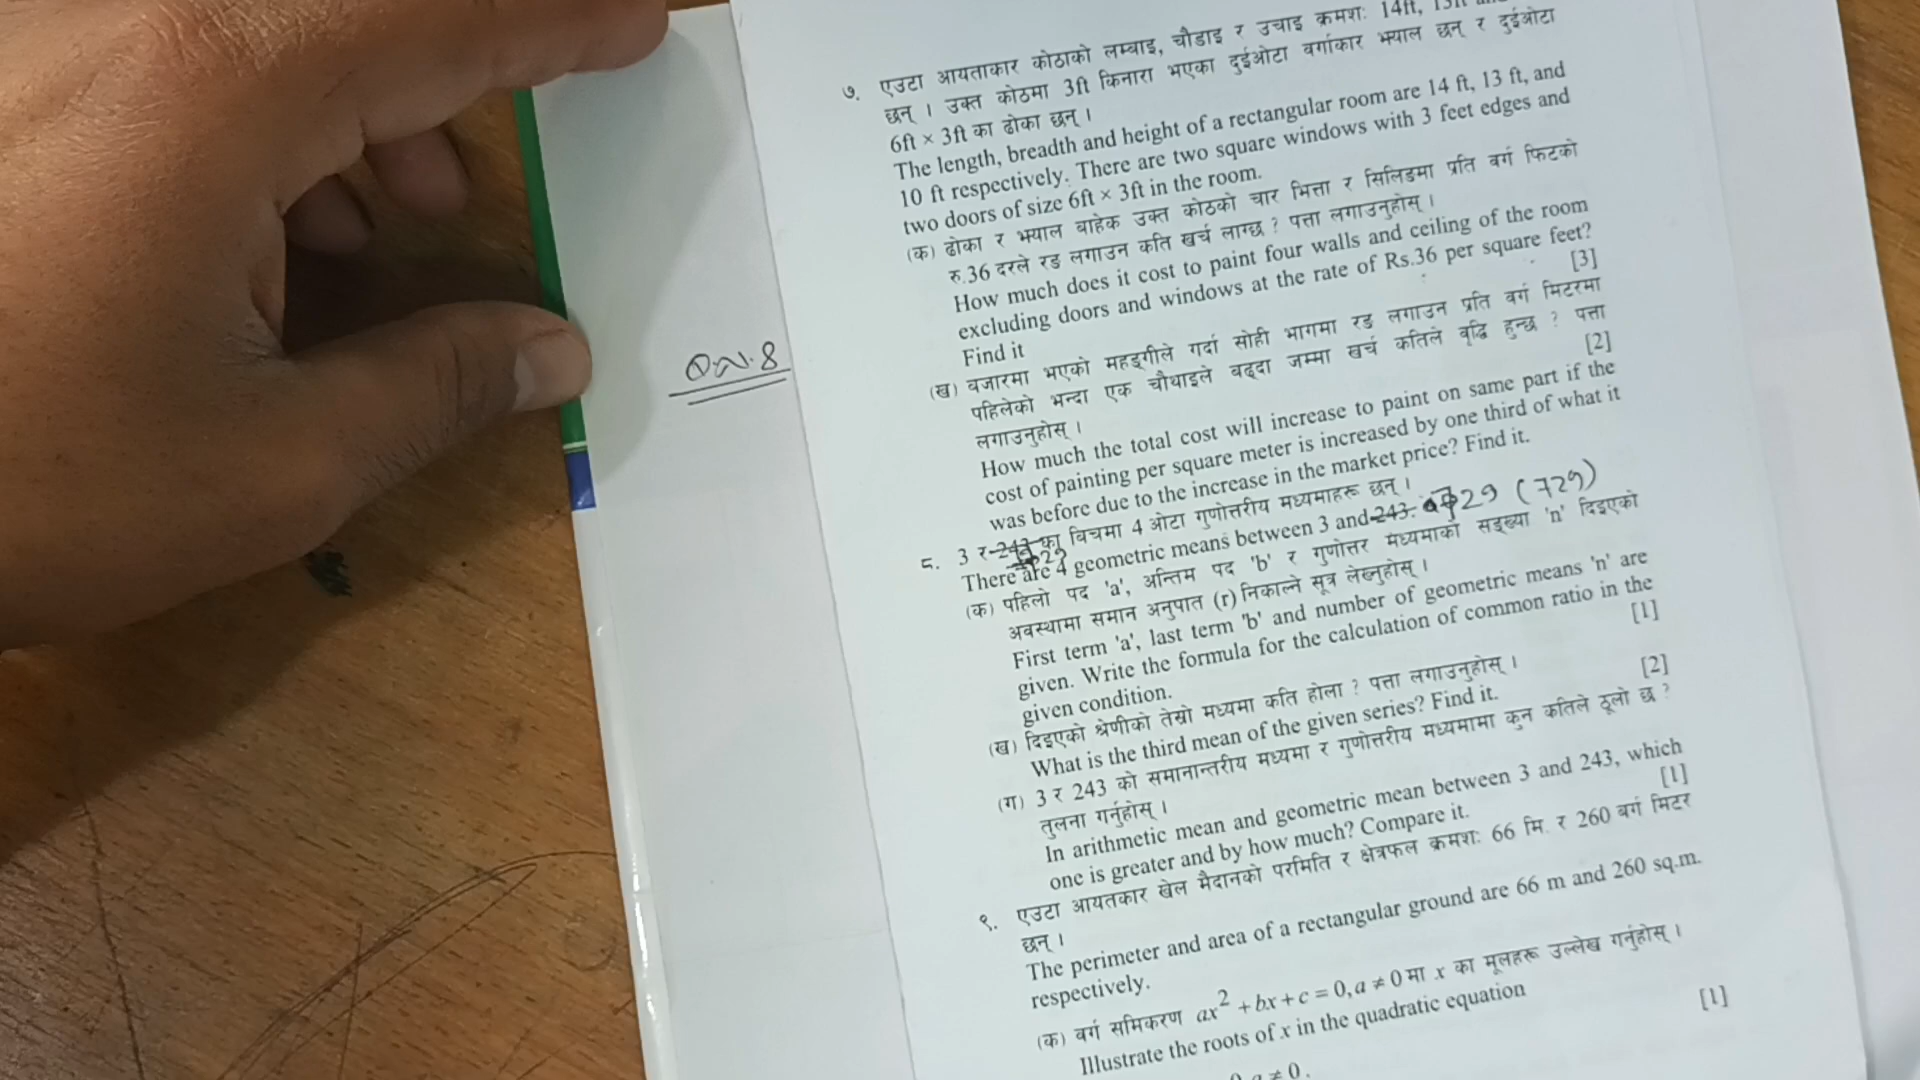 ७. एउटा आयताकार कोठाको लम्बाइ, चौडाइ र उचाइ क्रमशः 14ft, 13ft
छन् । उक्त कोठमा 3ft किनारा भएका दुईओटा वर्गाकार भ्याल छन् र दुईओटा
6ft × 3ft का ढोका छन् ।
The length, breadth and height of a rectangular room are 14 ft, 13 ft, and
10 ft respectively. There are two square windows with 3 feet edges and
two doors of size 6ft × 3ft in the room.
(क) ढोका र भ्याल बाहेक उक्त कोठको चार भित्ता र सिलिङमा प्रति वर्ग फिटको
रु.36 दरले रङ लगाउन कति खर्च लाग्छ ? पत्ता लगाउनुहोस् ।
How much does it cost to paint four walls and ceiling of the room
excluding doors and windows at the rate of Rs.36 per square feet?
Find it [3]
(ख) बजारमा भएको महङ्गीले गर्दा सोही भागमा रङ लगाउन प्रति वर्ग मिटरमा
पहिलेको भन्दा एक चौथाइले बढ्दा जम्मा खर्च कतिले वृद्धि हुन्छ ? पत्ता
लगाउनुहोस् । [2]
How much the total cost will increase to paint on same part if the
cost of painting per square meter is increased by one third of what it
was before due to the increase in the market price? Find it.
Q.N. 8
८. 3 र 243 का बिचमा 4 ओटा गुणोत्तरीय मध्यमाहरू छन् ।
There are 4 geometric means between 3 and 243. 729 (729)
(क) पहिलो पद 'a', अन्तिम पद 'b' र गुणोत्तर मध्यमाको सङ्ख्या 'n' दिइएको
अवस्थामा समान अनुपात (r) निकाल्ने सूत्र लेख्नुहोस् ।
First term 'a', last term 'b' and number of geometric means 'n' are
given. Write the formula for the calculation of common ratio in the
given condition. [1]
(ख) दिइएको श्रेणीको तेस्रो मध्यमा कति होला ? पत्ता लगाउनुहोस् ।
What is the third mean of the given series? Find it. [2]
(ग) 3 र 243 को समानान्तरीय मध्यमा र गुणोत्तरीय मध्यमामा कुन कतिले ठूलो छ ?
तुलना गर्नुहोस् ।
In arithmetic mean and geometric mean between 3 and 243, which
one is greater and by how much? Compare it. [1]
९. एउटा आयतकार खेल मैदानको परमिति र क्षेत्रफल क्रमशः 66 मि. र 260 वर्ग मिटर
छन् ।
The perimeter and area of a rectangular ground are 66 m and 260 sq.m.
respectively.
(क) वर्ग समिकरण ax² + bx + c = 0, a ≠ 0 मा x का मूलहरू उल्लेख गर्नुहोस् ।
Illustrate the roots of x in the quadratic equation [1]
a ≠ 0.